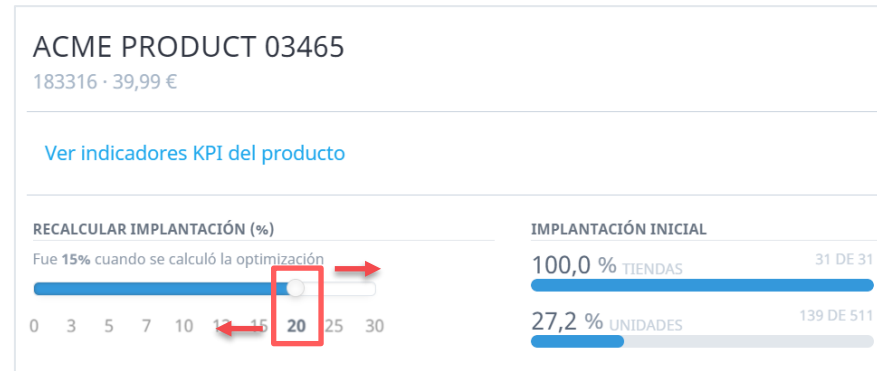 ACME PRODUCT 03465
183316 · 39,99 €
Ver indicadores KPI del producto
RECALCULAR IMPLANTACIÓN (%)
Fue 15% cuando se calculó la optimización
0 3 5 7 10 13 15 20 25 30
IMPLANTACIÓN INICIAL
100,0 % TIENDAS 31 DE 31
27,2 % UNIDADES 139 DE 511